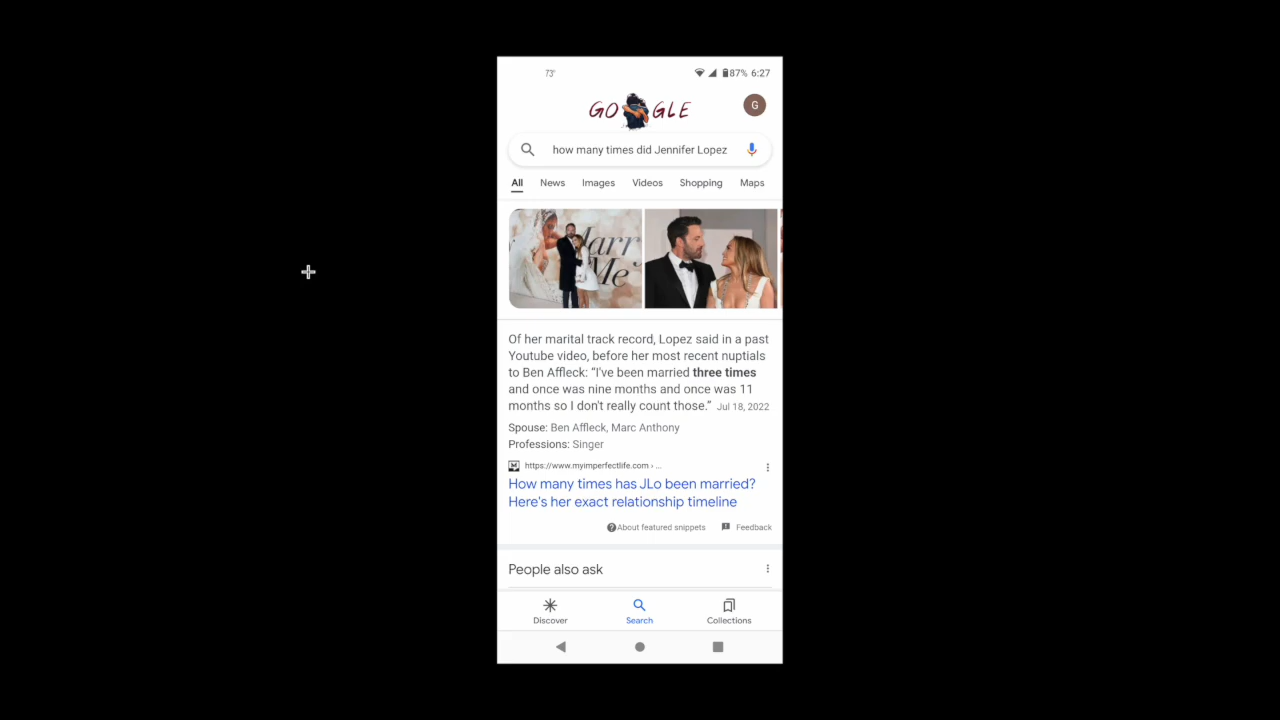 73°
87% 6:27
GO GLE
G
how many times did Jennifer Lopez
All News Images Videos Shopping Maps
Marry
Me
Of her marital track record, Lopez said in a past
Youtube video, before her most recent nuptials
to Ben Affleck: “I've been married three times
and once was nine months and once was 11
months so I don't really count those.” Jul 18, 2022
Spouse: Ben Affleck, Marc Anthony
Professions: Singer
https://www.myimperfectlife.com › ...
How many times has JLo been married?
Here's her exact relationship timeline
About featured snippets Feedback
People also ask
Discover Search Collections